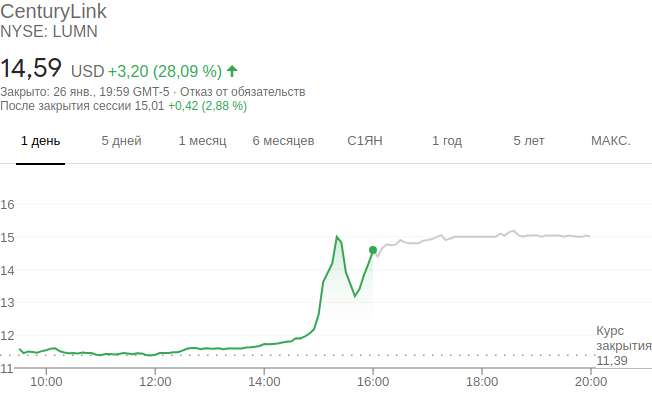 CenturyLink
NYSE: LUMN
14,59 USD +3,20 (28,09 %)
Закрыто: 26 янв., 19:59 GMT-5 · Отказ от обязательств
После закрытия сессии 15,01 +0,42 (2,88 %)
1 день 5 дней 1 месяц 6 месяцев С1ЯН 1 год 5 лет МАКС.
16
15
14
13
12
11
Курс
закрытия
11,39
10:00 12:00 14:00 16:00 18:00 20:00